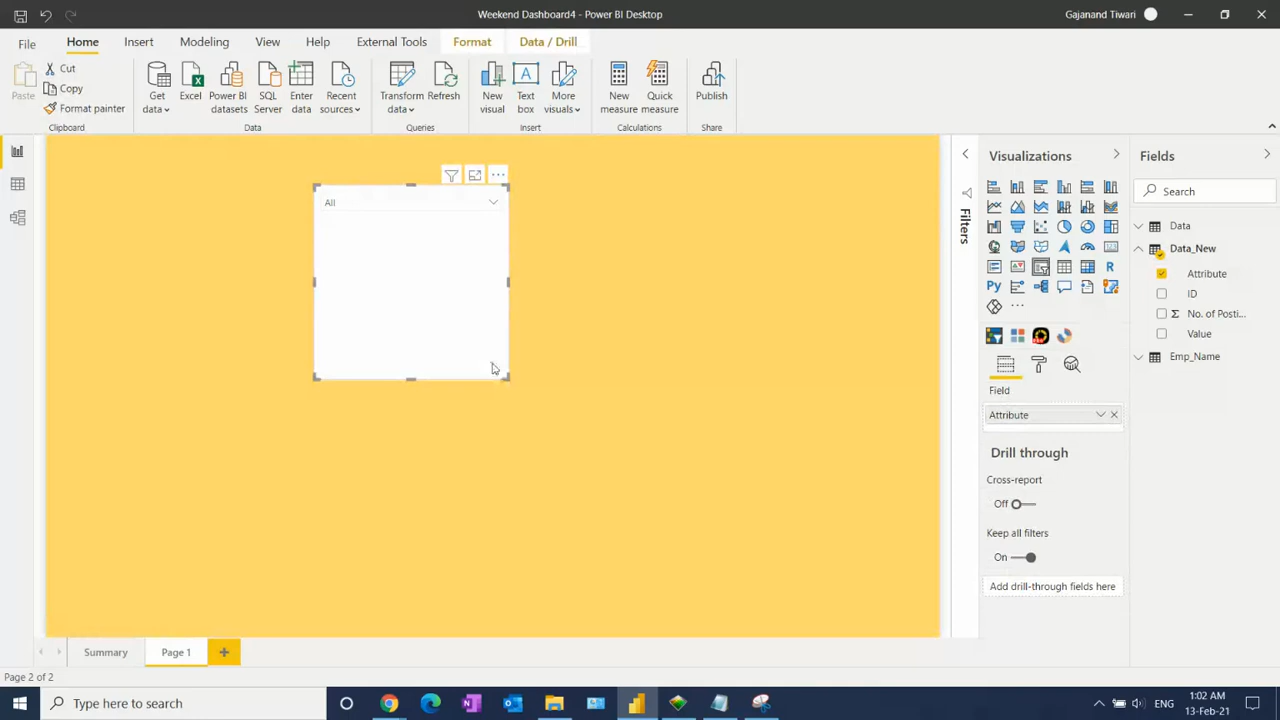 Weekend Dashboard4 - Power BI Desktop
Gajanand Tiwari
File
Home
Insert
Modeling
View
Help
External Tools
Format
Data / Drill
Paste
Cut
Copy
Format painter
Clipboard
Get data
Excel
Power BI datasets
SQL Server
Enter data
Recent sources
Data
Transform data
Refresh
Queries
New visual
Text box
More visuals
Insert
New measure
Quick measure
Calculations
Publish
Share
All
Filters
Visualizations
R
Py
Field
Attribute
Drill through
Cross-report
Off
Keep all filters
On
Add drill-through fields here
Fields
Search
Data
Data_New
Attribute
ID
Σ No. of Posti...
Value
Emp_Name
Summary
Page 1
Page 2 of 2
Type here to search
ENG
1:02 AM
13-Feb-21